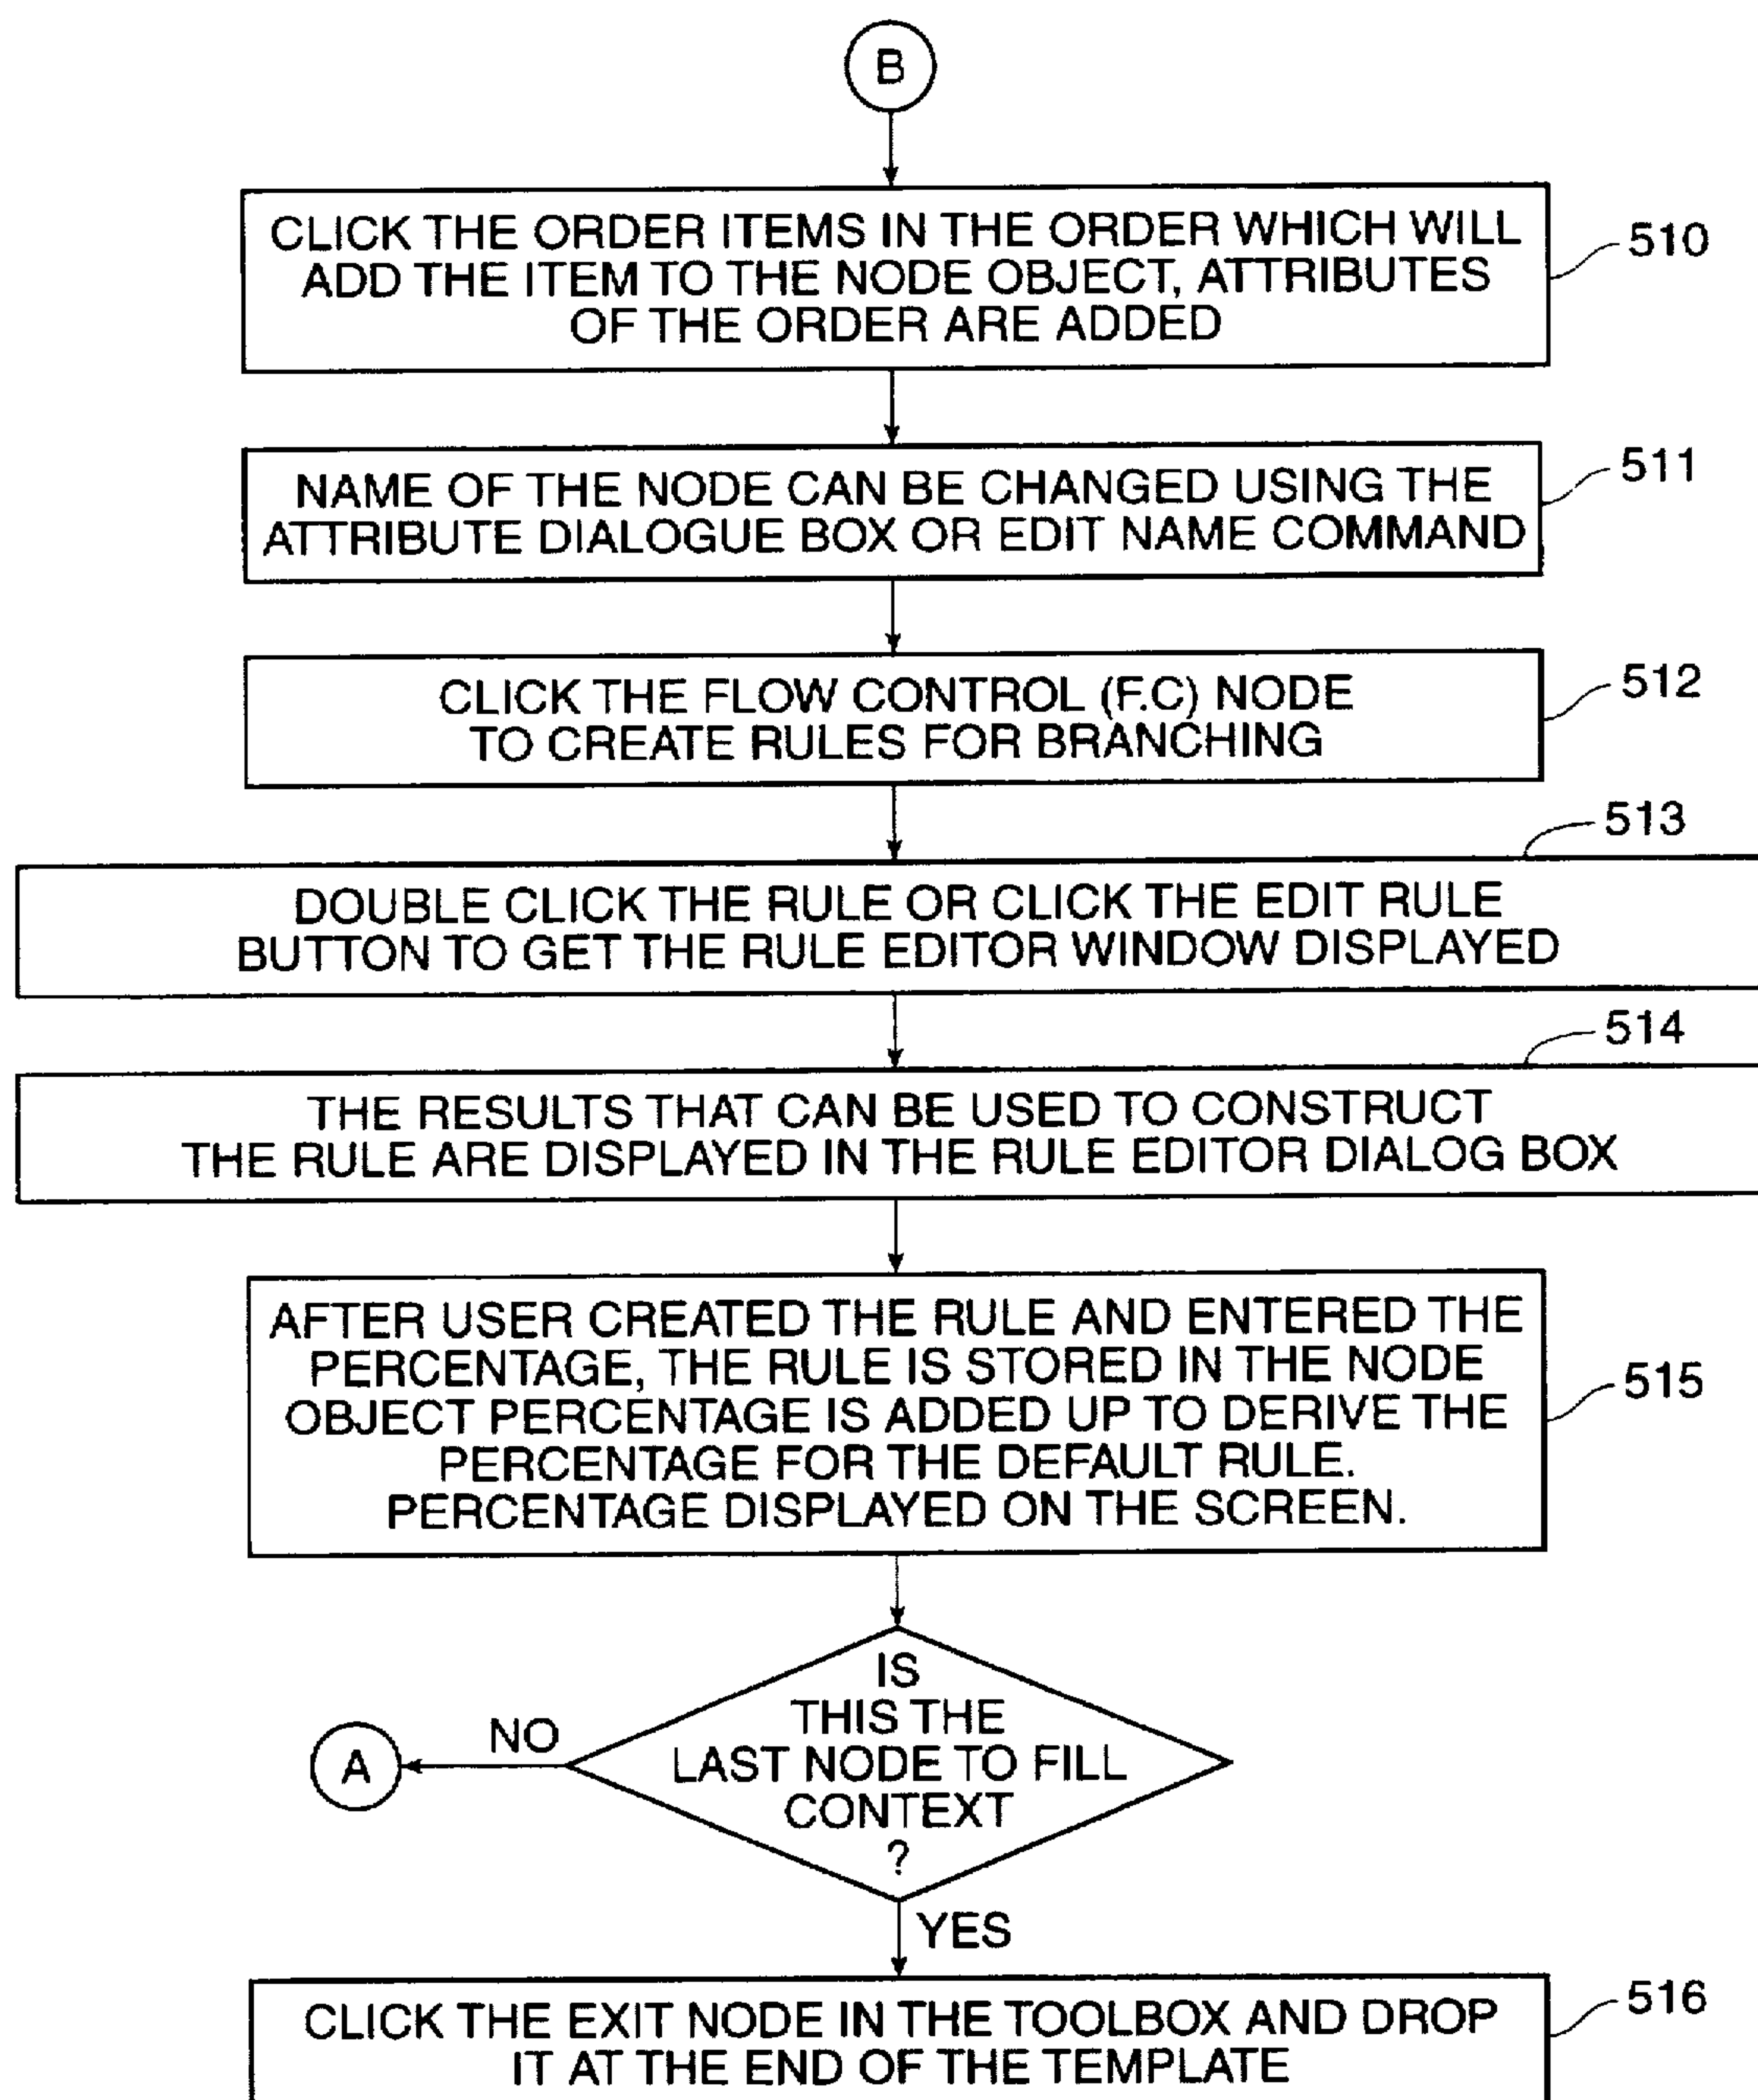 B
CLICK THE ORDER ITEMS IN THE ORDER WHICH WILL
ADD THE ITEM TO THE NODE OBJECT, ATTRIBUTES
OF THE ORDER ARE ADDED
510
NAME OF THE NODE CAN BE CHANGED USING THE
ATTRIBUTE DIALOGUE BOX OR EDIT NAME COMMAND
511
CLICK THE FLOW CONTROL (F.C) NODE
TO CREATE RULES FOR BRANCHING
512
513
DOUBLE CLICK THE RULE OR CLICK THE EDIT RULE
BUTTON TO GET THE RULE EDITOR WINDOW DISPLAYED
514
THE RESULTS THAT CAN BE USED TO CONSTRUCT
THE RULE ARE DISPLAYED IN THE RULE EDITOR DIALOG BOX
AFTER USER CREATED THE RULE AND ENTERED THE
PERCENTAGE, THE RULE IS STORED IN THE NODE
OBJECT PERCENTAGE IS ADDED UP TO DERIVE THE
PERCENTAGE FOR THE DEFAULT RULE.
PERCENTAGE DISPLAYED ON THE SCREEN.
515
IS
THIS THE
LAST NODE TO FILL
CONTEXT
?
NO
A
YES
CLICK THE EXIT NODE IN THE TOOLBOX AND DROP
IT AT THE END OF THE TEMPLATE
516